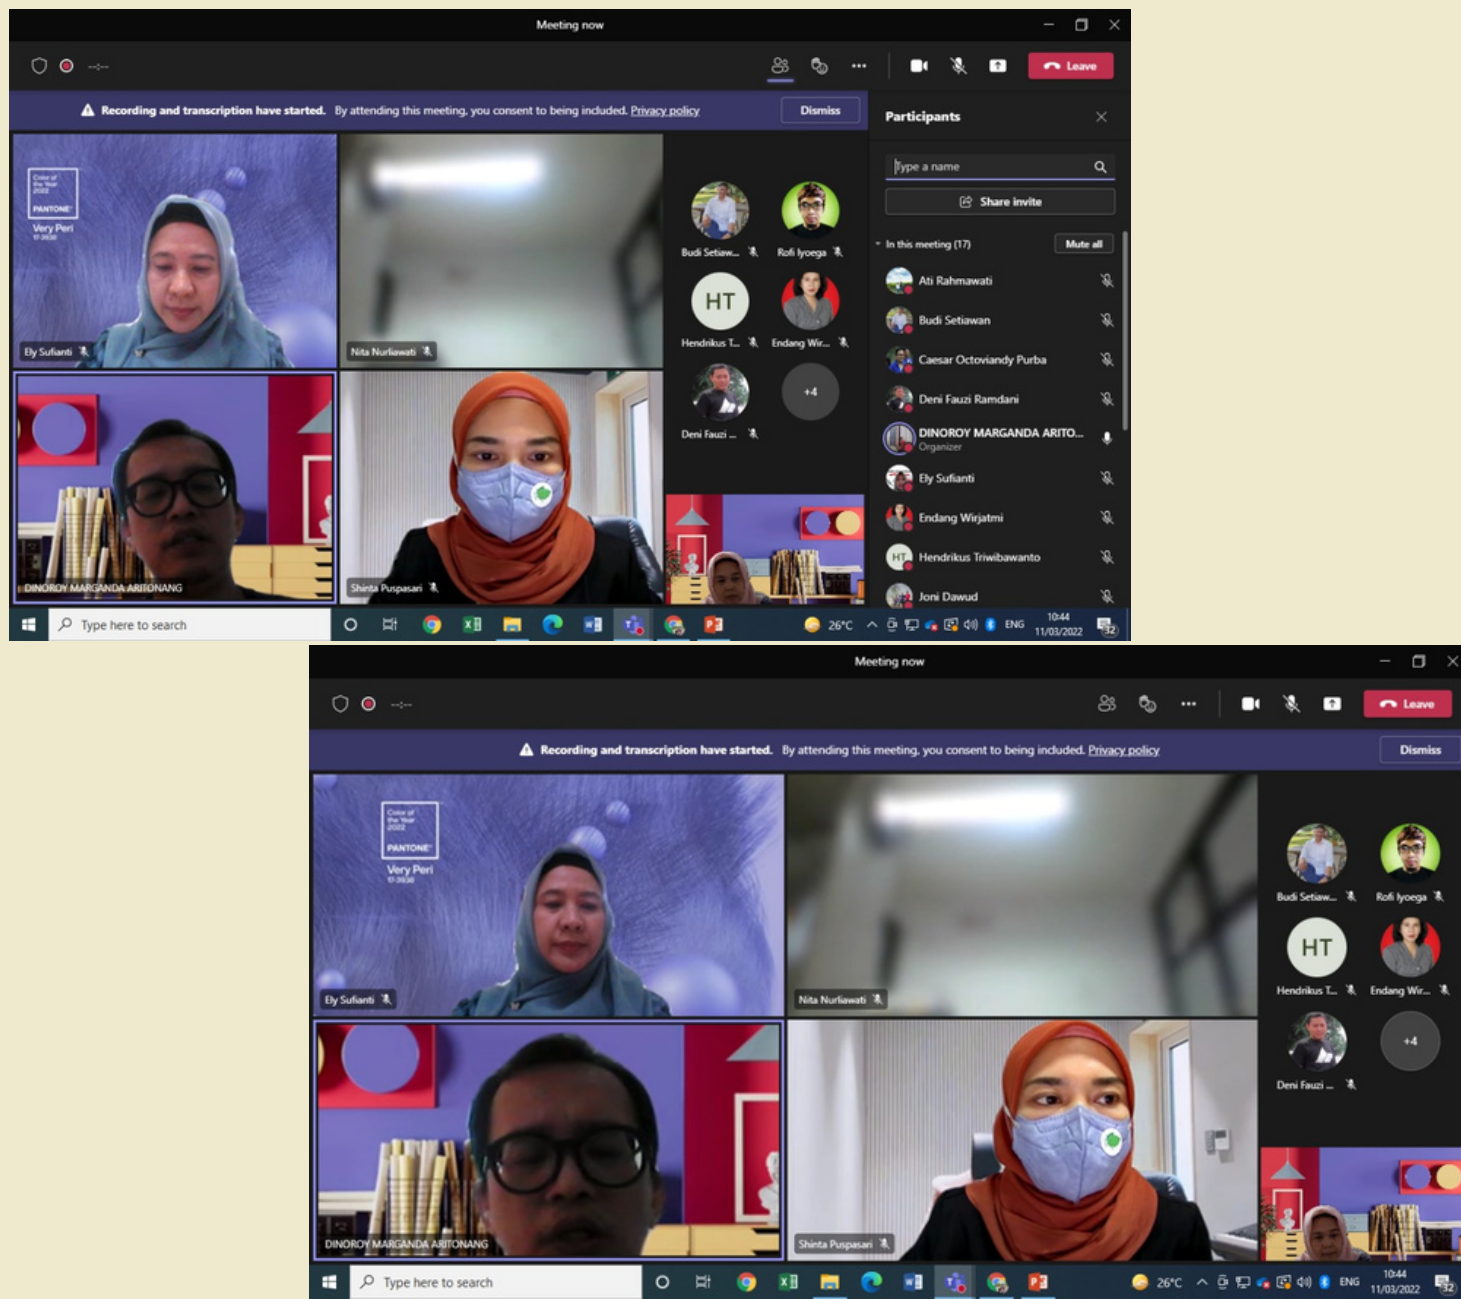 Meeting now
--:--
Leave
Recording and transcription have started. By attending this meeting, you consent to being included. Privacy policy
Dismiss
Participants
Type a name
Share invite
In this meeting (17)
Mute all
Ati Rahmawati
Budi Setiawan
Caesar Octoviandy Purba
Deni Fauzi Ramdani
DINOROY MARGANDA ARITO...
Organizer
Ely Sufianti
Endang Wirjatmi
HT
Hendrikus Triwibawanto
Joni Dawud
Color of
the Year
2022
PANTONE
Very Peri
17-3938
Ely Sufianti
Nita Nurliawati
DINOROY MARGANDA ARITONANG
Shinta Puspasari
Budi Setiaw...
Rofi Iyoega
HT
Hendrikus T...
Endang Wir...
Deni Fauzi ...
+4
Type here to search
26°C
ENG
10:44
11/03/2022
32
Meeting now
--:--
Leave
Recording and transcription have started. By attending this meeting, you consent to being included. Privacy policy
Dismiss
Color of
the Year
2022
PANTONE
Very Peri
17-3938
Ely Sufianti
Nita Nurliawati
DINOROY MARGANDA ARITONANG
Shinta Puspasari
Budi Setiaw...
Rofi Iyoega
HT
Hendrikus T...
Endang Wir...
Deni Fauzi ...
+4
Type here to search
26°C
ENG
10:44
11/03/2022
32